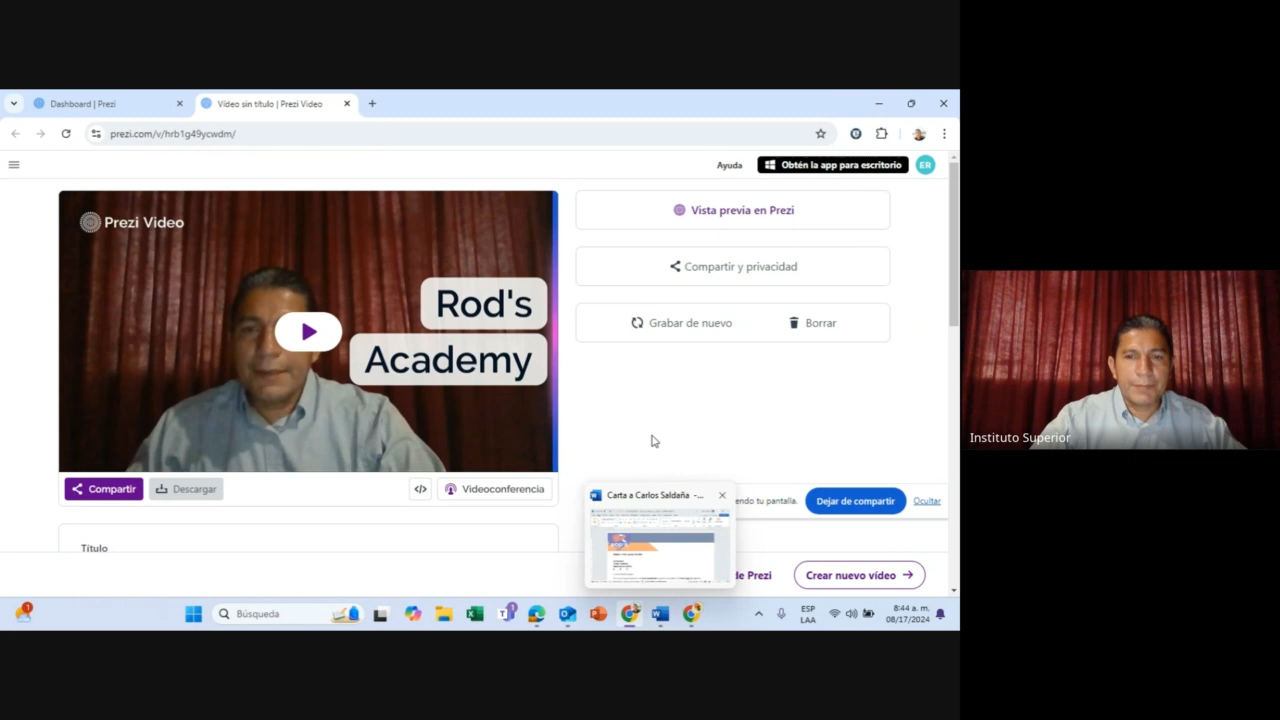 Dashboard | Prezi
Vídeo sin título | Prezi Video
prezi.com/v/hrb1g49ycwdm/
Ayuda
Obtén la app para escritorio
ER
Prezi Video
Rod's
Academy
Vista previa en Prezi
Compartir y privacidad
Grabar de nuevo
Borrar
Compartir
Descargar
Videoconferencia
Título
Carta a Carlos Saldaña -...
endo tu pantalla.
Dejar de compartir
Ocultar
de Prezi
Crear nuevo vídeo
Búsqueda
ESP
LAA
8:44 a. m.
08/17/2024
Instituto Superior